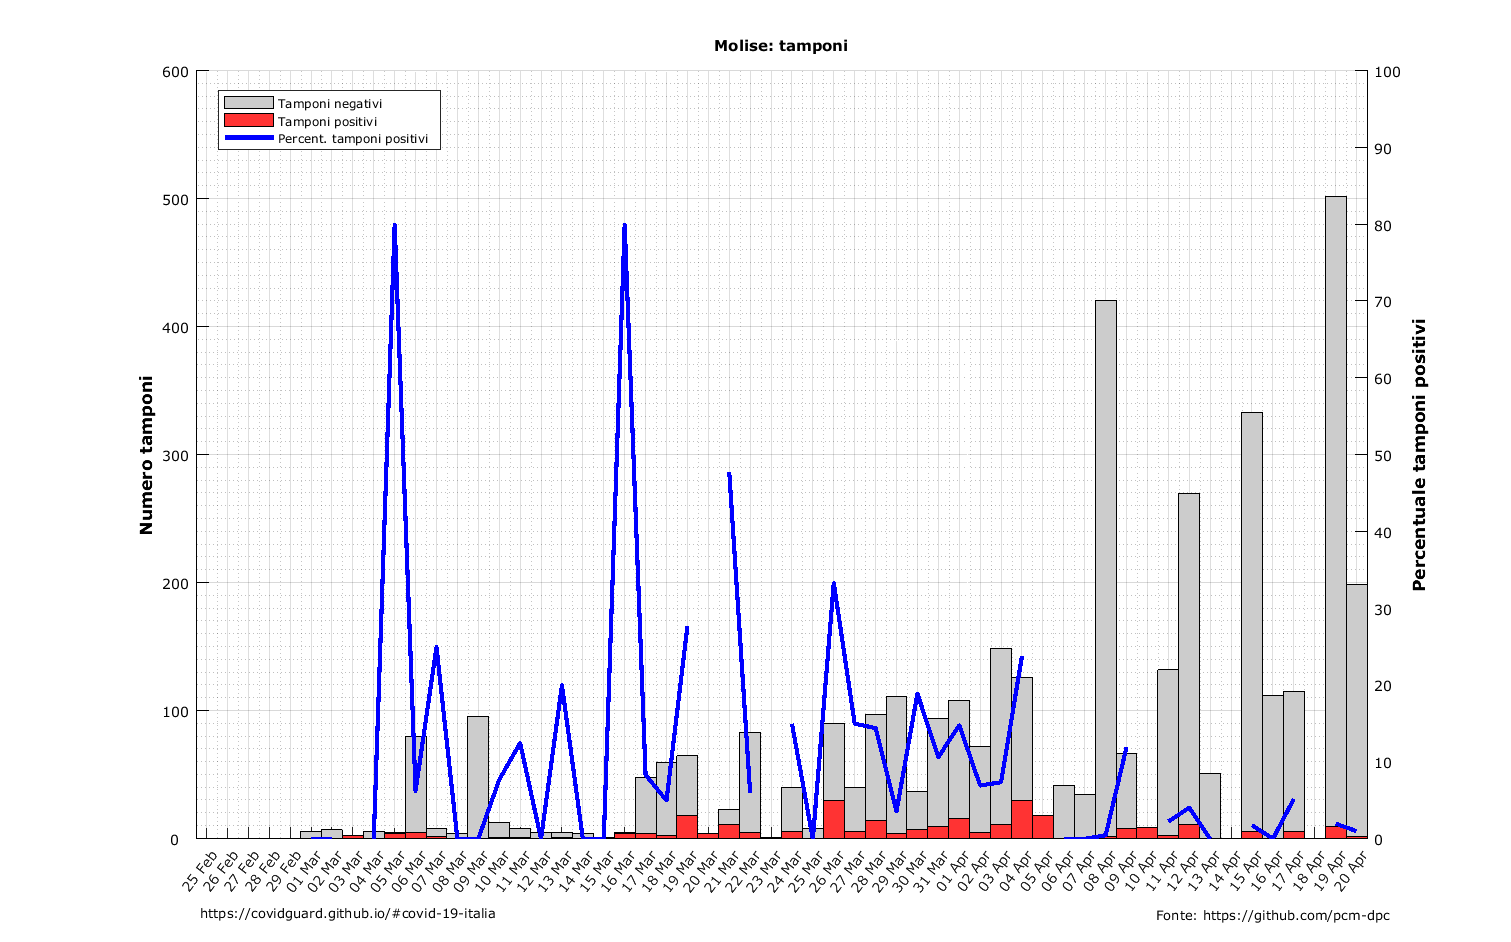 Molise: tamponi
Tamponi negativi
Tamponi positivi
Percent. tamponi positivi
Numero tamponi
600
500
400
300
200
100
0
100
90
80
70
60
50
40
30
20
10
0
Percentuale tamponi positivi
25 Feb
26 Feb
27 Feb
28 Feb
29 Feb
01 Mar
02 Mar
03 Mar
04 Mar
05 Mar
06 Mar
07 Mar
08 Mar
09 Mar
10 Mar
11 Mar
12 Mar
13 Mar
14 Mar
15 Mar
16 Mar
17 Mar
18 Mar
19 Mar
20 Mar
21 Mar
22 Mar
23 Mar
24 Mar
25 Mar
26 Mar
27 Mar
28 Mar
29 Mar
30 Mar
31 Mar
01 Apr
02 Apr
03 Apr
04 Apr
05 Apr
06 Apr
07 Apr
08 Apr
09 Apr
10 Apr
11 Apr
12 Apr
13 Apr
14 Apr
15 Apr
16 Apr
17 Apr
18 Apr
19 Apr
20 Apr
https://covidguard.github.io/#covid-19-italia
Fonte: https://github.com/pcm-dpc